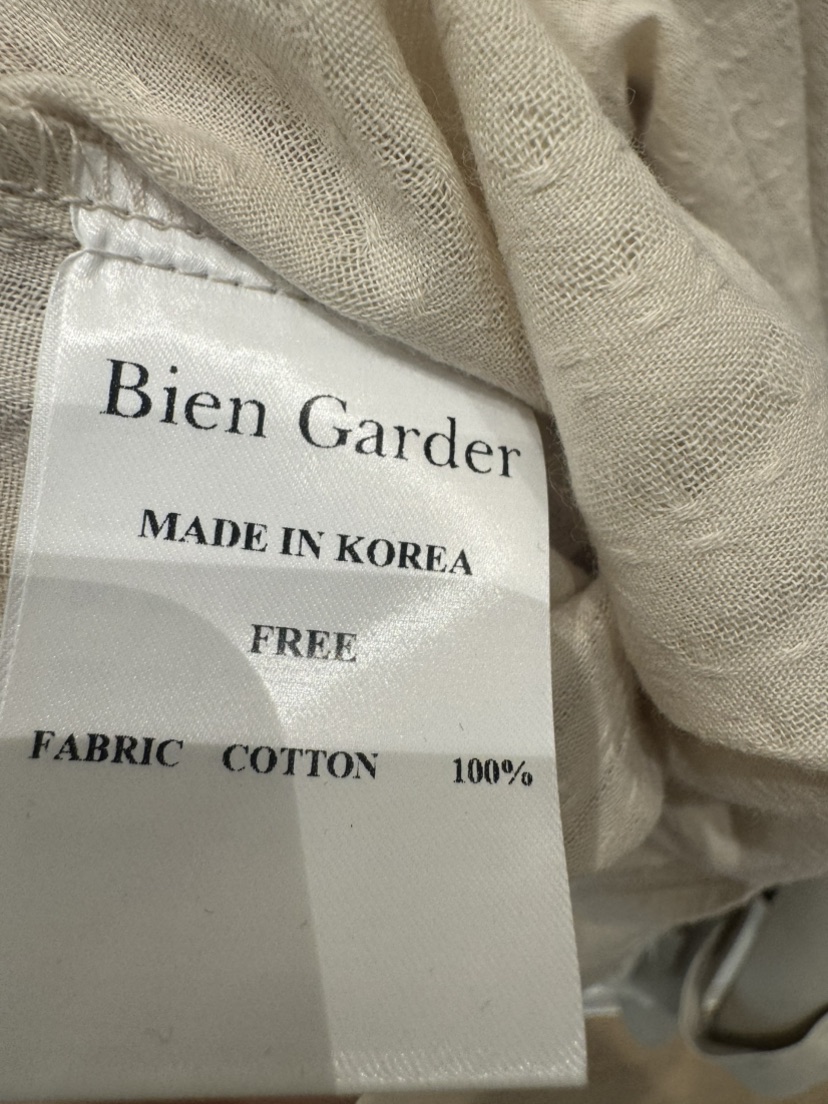 Bien Garder
MADE IN KOREA
FREE
FABRIC COTTON 100%